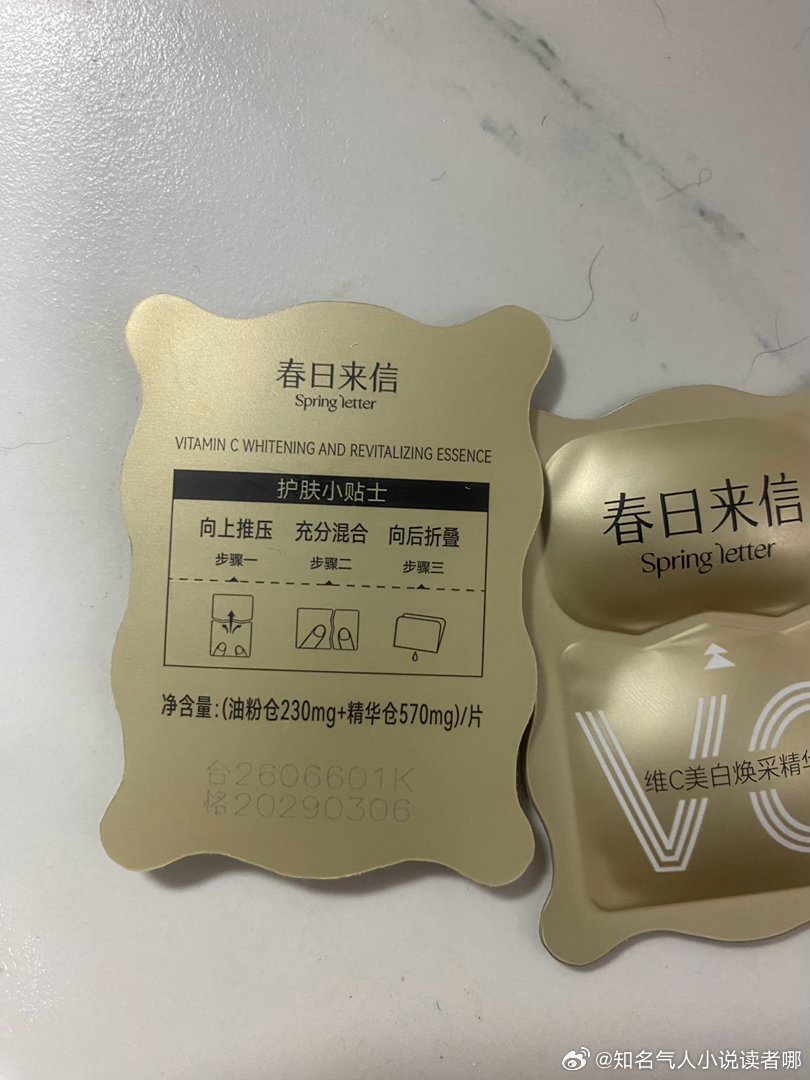 春日来信
Spring letter
VITAMIN C WHITENING AND REVITALIZING ESSENCE
护肤小贴士
向上推压 充分混合 向后折叠
步骤一 步骤二 步骤三
净含量:(油粉仓230mg+精华仓570mg)/片
合2606601K
格20290306
春日来信
Spring letter
VC
维C美白焕采精华
@知名气人小说读者哪